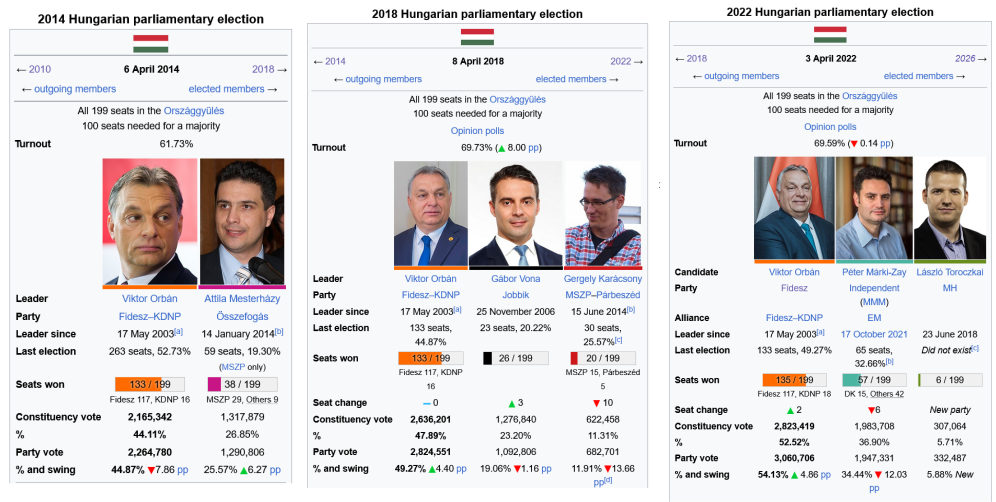 2014 Hungarian parliamentary election
← 2010 6 April 2014 2018 →
← outgoing members elected members →
All 199 seats in the Országgyűlés
100 seats needed for a majority
Turnout 61.73%
Leader Viktor Orbán Attila Mesterházy
Party Fidesz–KDNP Összefogás
Leader since 17 May 2003[a] 14 January 2014[b]
Last election 263 seats, 52.73% 59 seats, 19.30%
(MSZP only)
Seats won 133 / 199 38 / 199
Fidesz 117, KDNP 16 MSZP 29, Others 9
Constituency vote 2,165,342 1,317,879
% 44.11% 26.85%
Party vote 2,264,780 1,290,806
% and swing 44.87% ▼7.86 pp 25.57% ▲6.27 pp
2018 Hungarian parliamentary election
← 2014 8 April 2018 2022 →
← outgoing members elected members →
All 199 seats in the Országgyűlés
100 seats needed for a majority
Opinion polls
Turnout 69.73% (▲ 8.00 pp)
Leader Viktor Orbán Gábor Vona Gergely Karácsony
Party Fidesz–KDNP Jobbik MSZP–Párbeszéd
Leader since 17 May 2003[a] 25 November 2006 15 June 2014[b]
Last election 133 seats, 23 seats, 20.22% 30 seats,
44.87% 25.57%[c]
Seats won 133 / 199 26 / 199 20 / 199
Fidesz 117, KDNP MSZP 15, Párbeszéd
16 5
Seat change — 0 ▲ 3 ▼ 10
Constituency vote 2,636,201 1,276,840 622,458
% 47.89% 23.20% 11.31%
Party vote 2,824,551 1,092,806 682,701
% and swing 49.27% ▲4.40 pp 19.06% ▼1.16 pp 11.91% ▼13.66
pp[d]
:
2022 Hungarian parliamentary election
← 2018 3 April 2022 2026 →
← outgoing members elected members →
All 199 seats in the Országgyűlés
100 seats needed for a majority
Opinion polls
Turnout 69.59% (▼ 0.14 pp)
Candidate Viktor Orbán Péter Márki-Zay László Toroczkai
Party Fidesz Independent MH
(MMM)
Alliance Fidesz–KDNP EM
Leader since 17 May 2003[a] 17 October 2021 23 June 2018
Last election 133 seats, 49.27% 65 seats, Did not exist[c]
32.66%[b]
Seats won 135 / 199 57 / 199 6 / 199
Fidesz 117, KDNP 18 DK 15, Others 42
Seat change ▲ 2 ▼6 New party
Constituency vote 2,823,419 1,983,708 307,064
% 52.52% 36.90% 5.71%
Party vote 3,060,706 1,947,331 332,487
% and swing 54.13% ▲ 4.86 pp 34.44% ▼ 12.03 5.88% New
pp